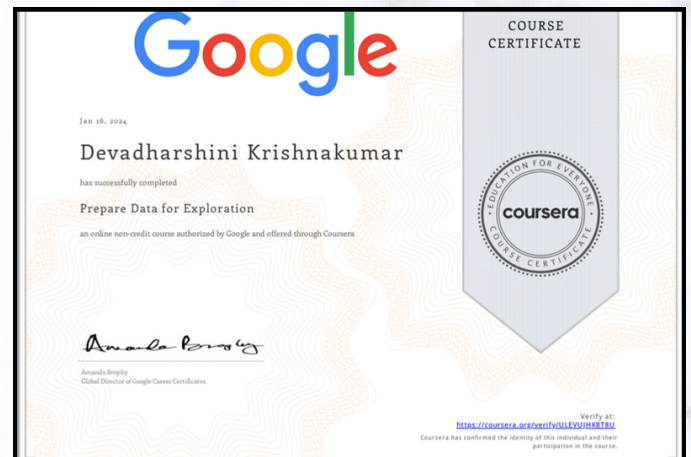 Google
COURSE
CERTIFICATE
Jan 16, 2024
Devadharshini Krishnakumar
has successfully completed
Prepare Data for Exploration
an online non-credit course authorized by Google and offered through Coursera
EDUCATION FOR EVERYONE
coursera
COURSE CERTIFICATE
Amanda Brophy
Amanda Brophy
Global Director of Google Career Certificates
Verify at:
https://coursera.org/verify/ULEVUJHK8TBU
Coursera has confirmed the identity of this individual and their
participation in the course.